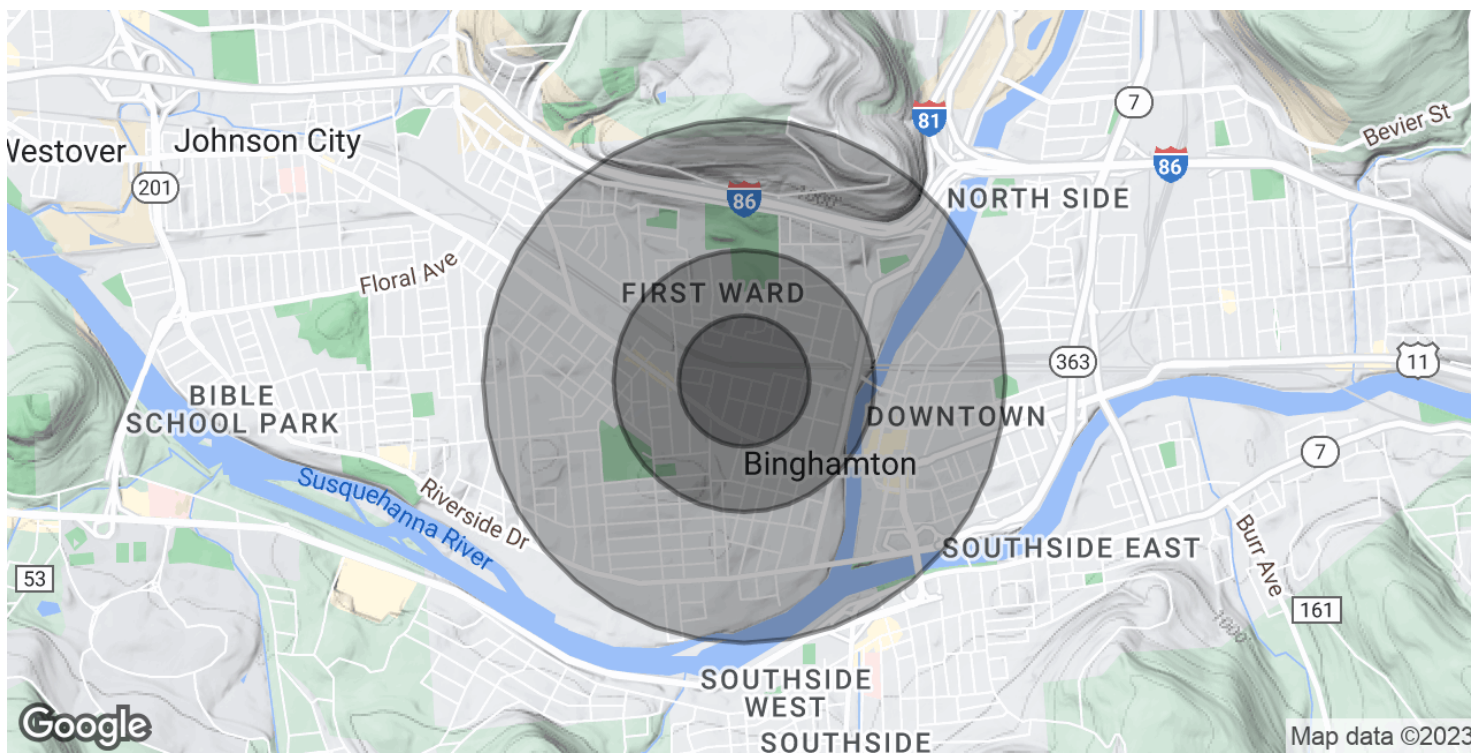 7
81
Bevier St
Johnson City
Westover
86
201
86
1600'
NORTH SIDE
Floral Ave
FIRST WARD
363
11
BIBLE
SCHOOL PARK
DOWNTOWN
Binghamton
7
Susquehanna River
Riverside Dr
SOUTHSIDE EAST
Burr Ave
53
161
1600'
SOUTHSIDE
WEST
SOUTHSIDE
Google
Map data ©2023